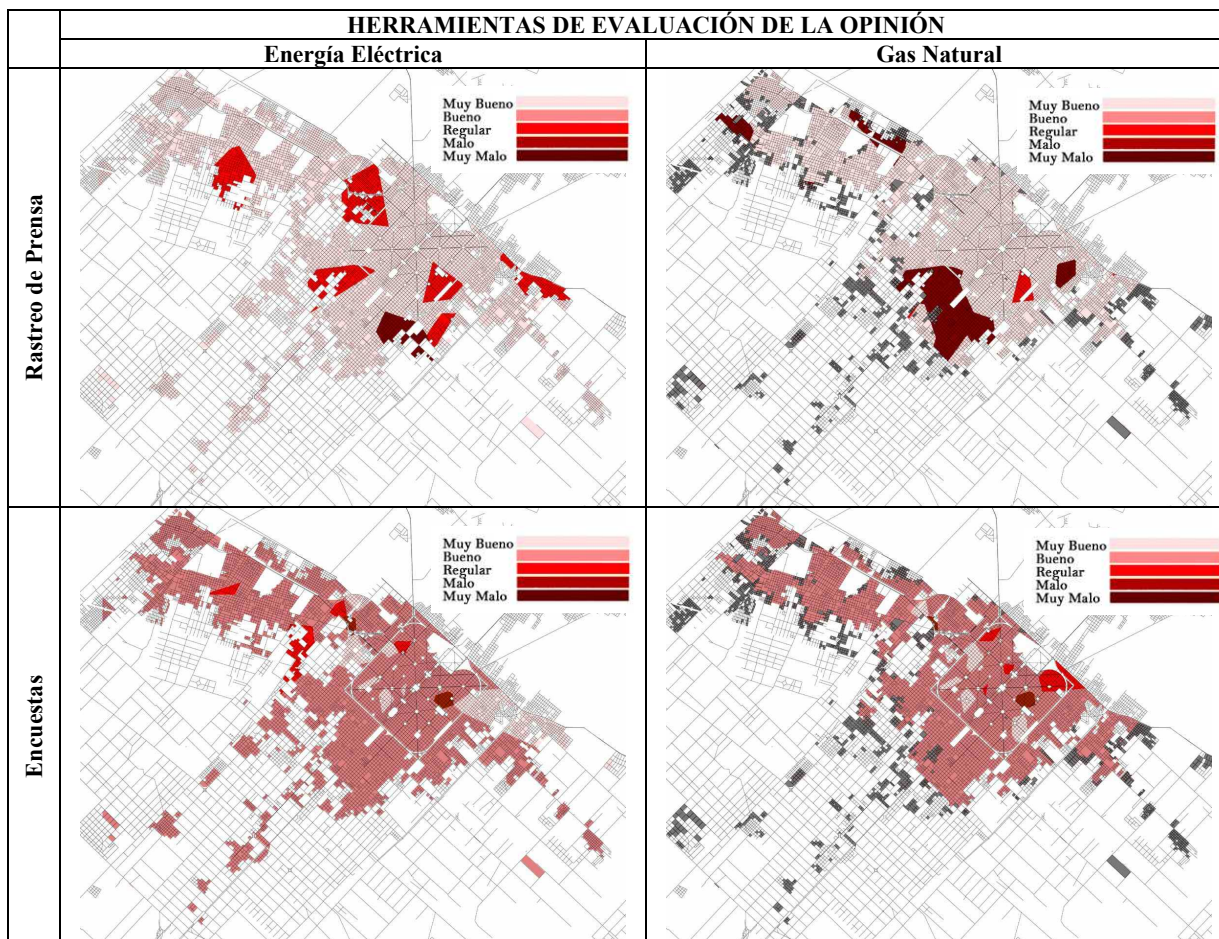 HERRAMIENTAS DE EVALUACIÓN DE LA OPINIÓN
Energía Eléctrica
Gas Natural
Rastreo de Prensa
Muy Bueno
Bueno
Regular
Malo
Muy Malo
Muy Bueno
Bueno
Regular
Malo
Muy Malo
Encuestas
Muy Bueno
Bueno
Regular
Malo
Muy Malo
Muy Bueno
Bueno
Regular
Malo
Muy Malo